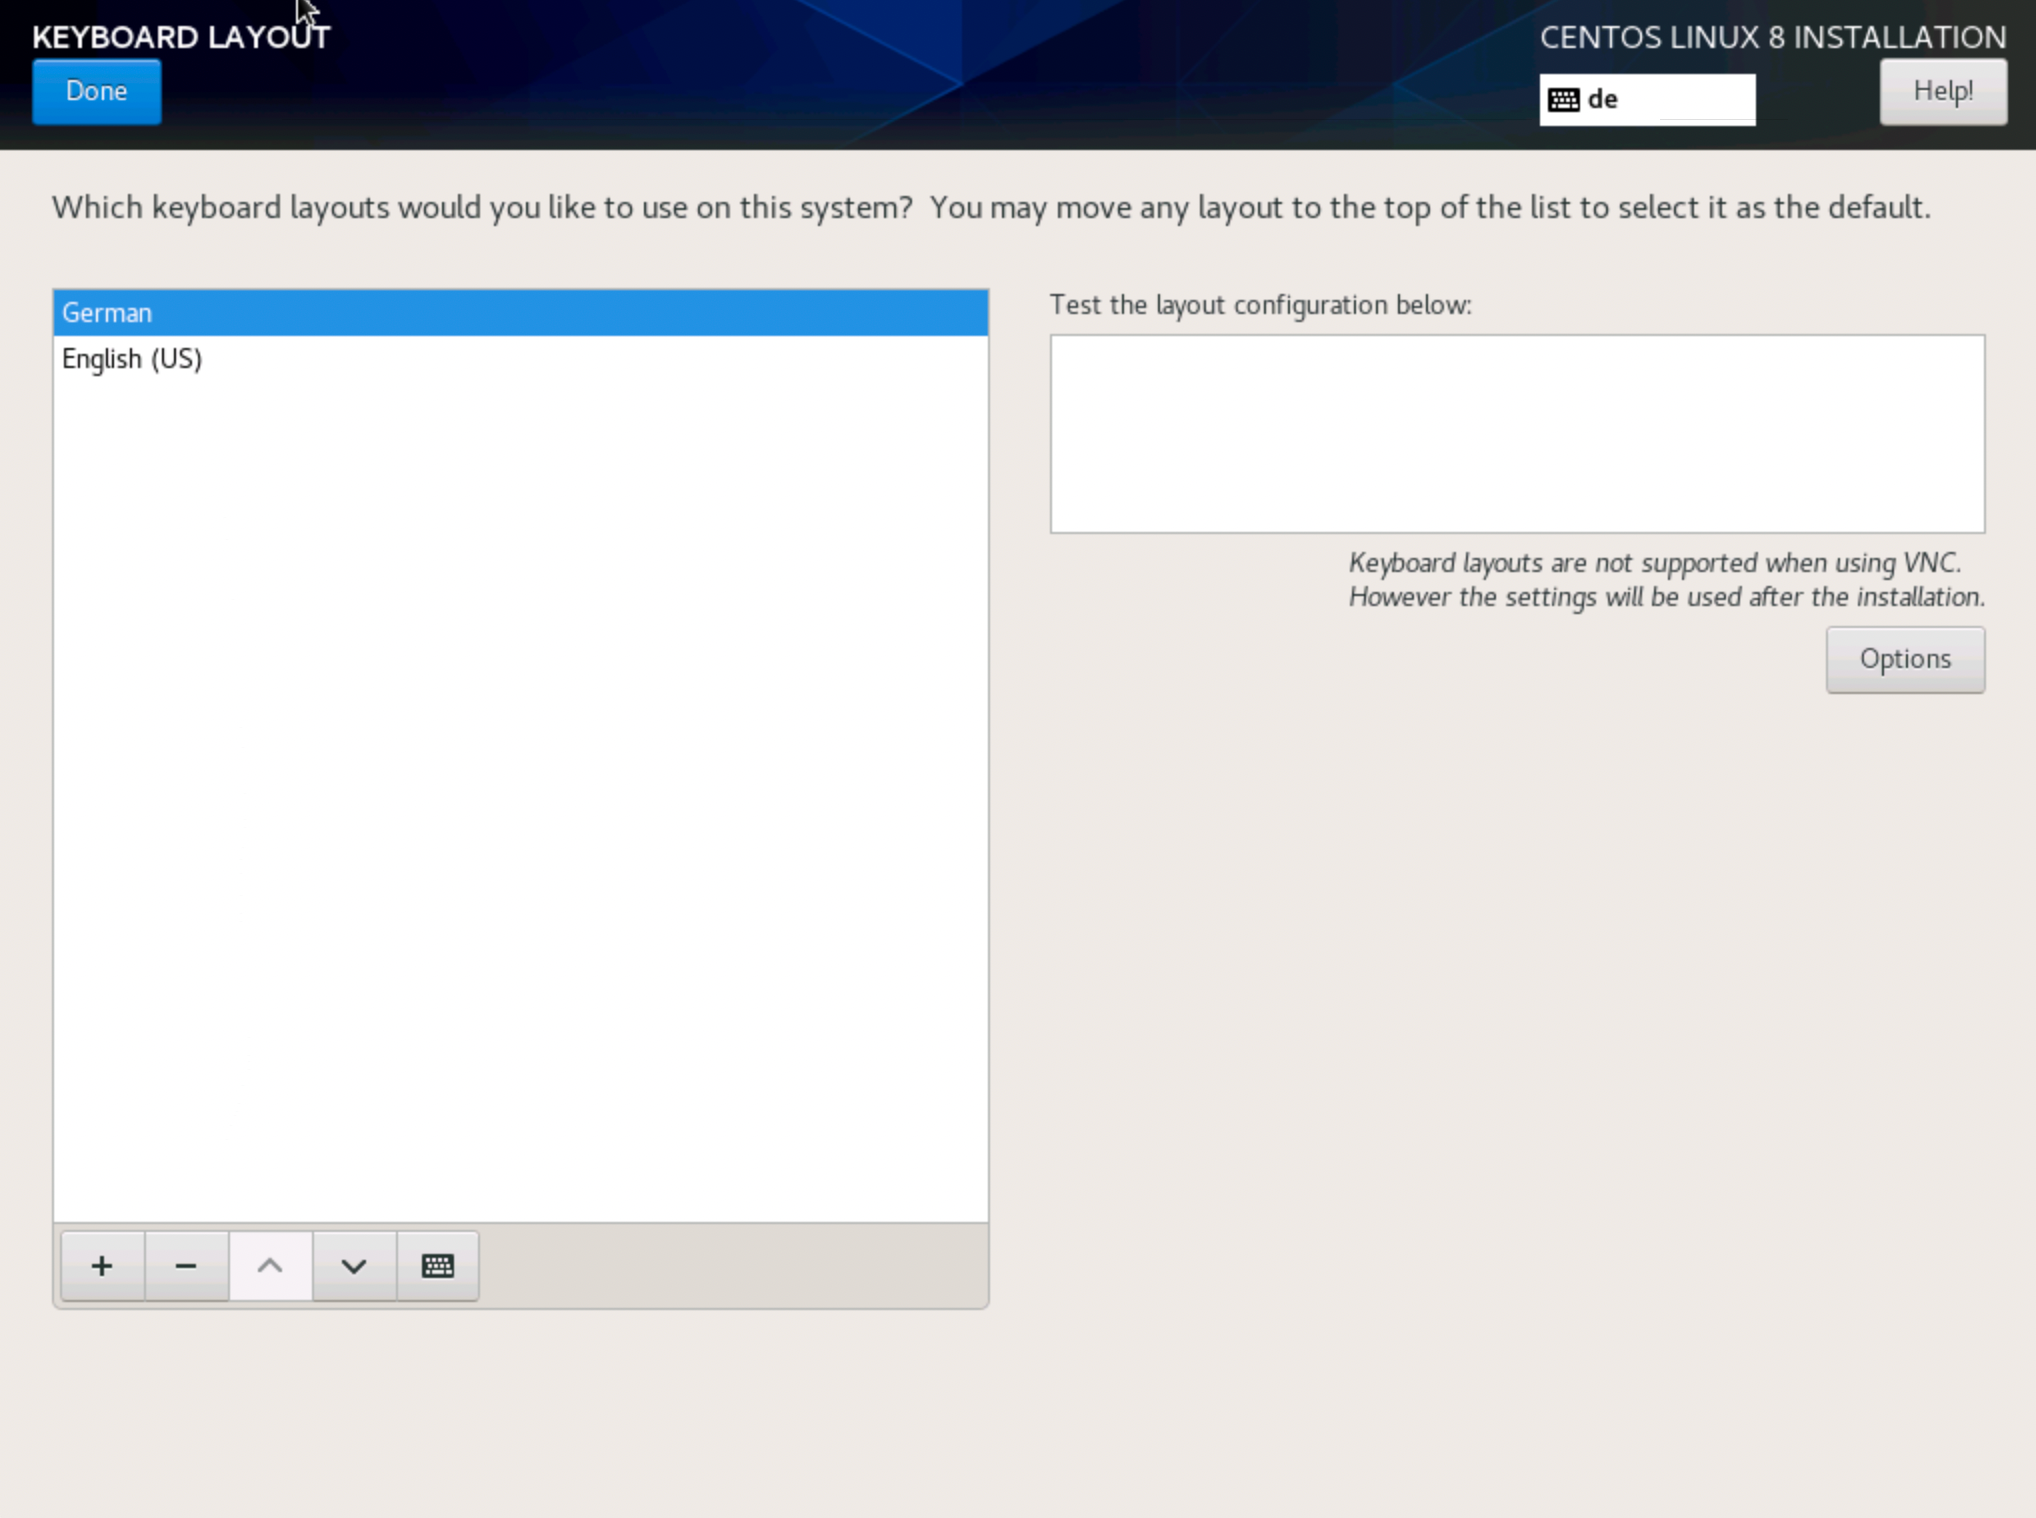 KEYBOARD LAYOUT
CENTOS LINUX 8 INSTALLATION
Done
de
Help!
Which keyboard layouts would you like to use on this system?  You may move any layout to the top of the list to select it as the default.
German
English (US)
Test the layout configuration below:
Keyboard layouts are not supported when using VNC.
However the settings will be used after the installation.
Options